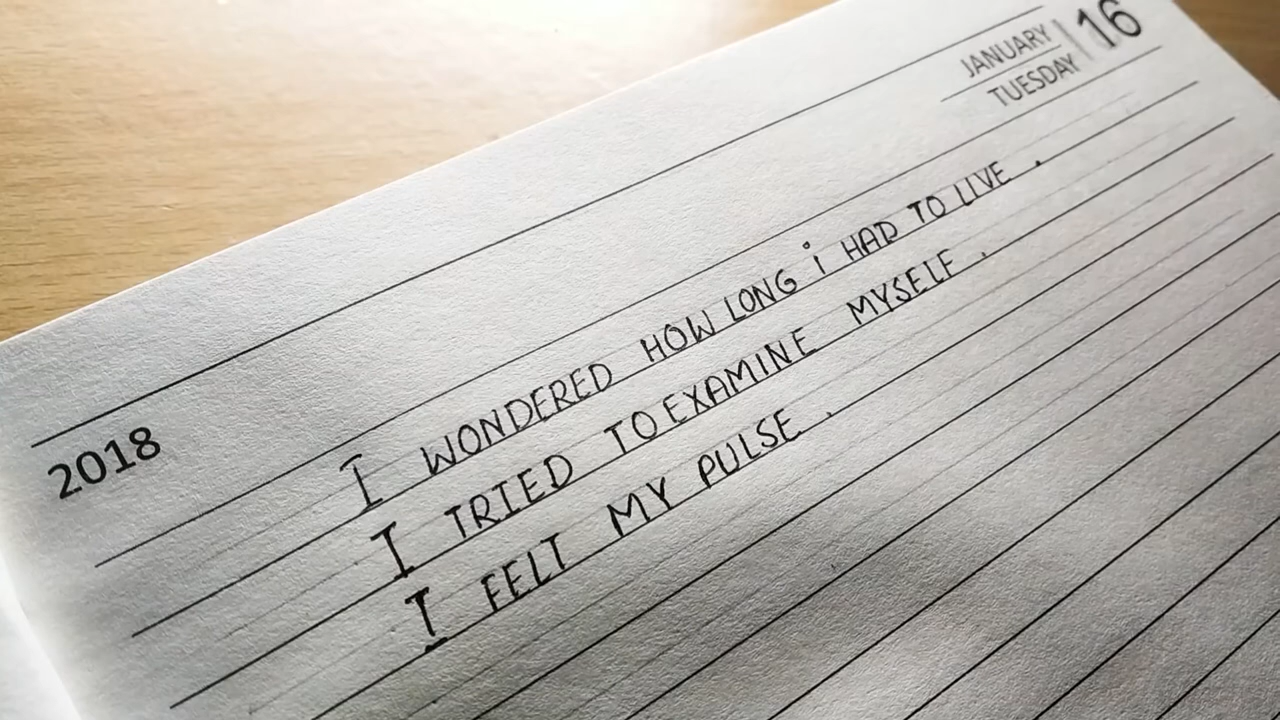 JANUARY 16
TUESDAY
2018
I WONDERED HOW LONG i HAD TO LIVE .
I TRIED TO EXAMINE MYSELF .
I FELT MY PULSE .